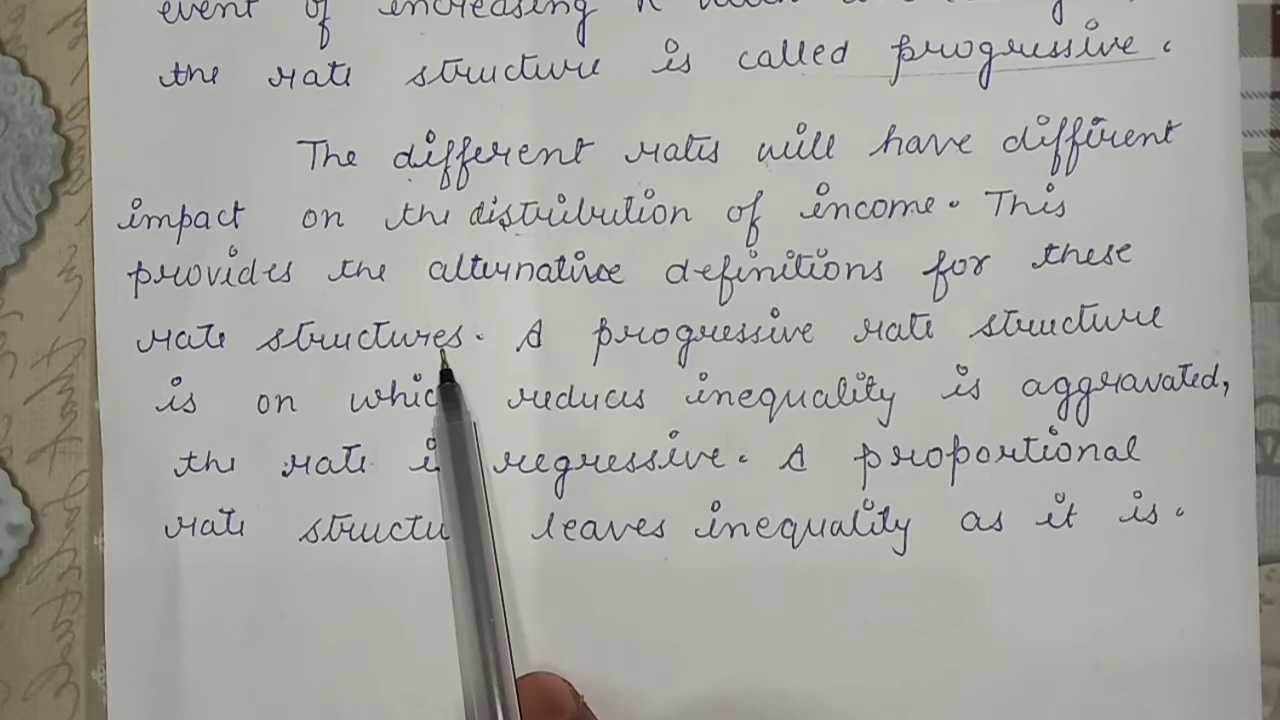 event of increasing
the rate structure is called progressive.
The different rates will have different
impact on the distribution of income. This
provides the alternative definitions for these
rate structures. A progressive rate structure
is on which reduces inequality is aggravated,
the rate is regressive. A proportional
rate structu leaves inequality as it is.